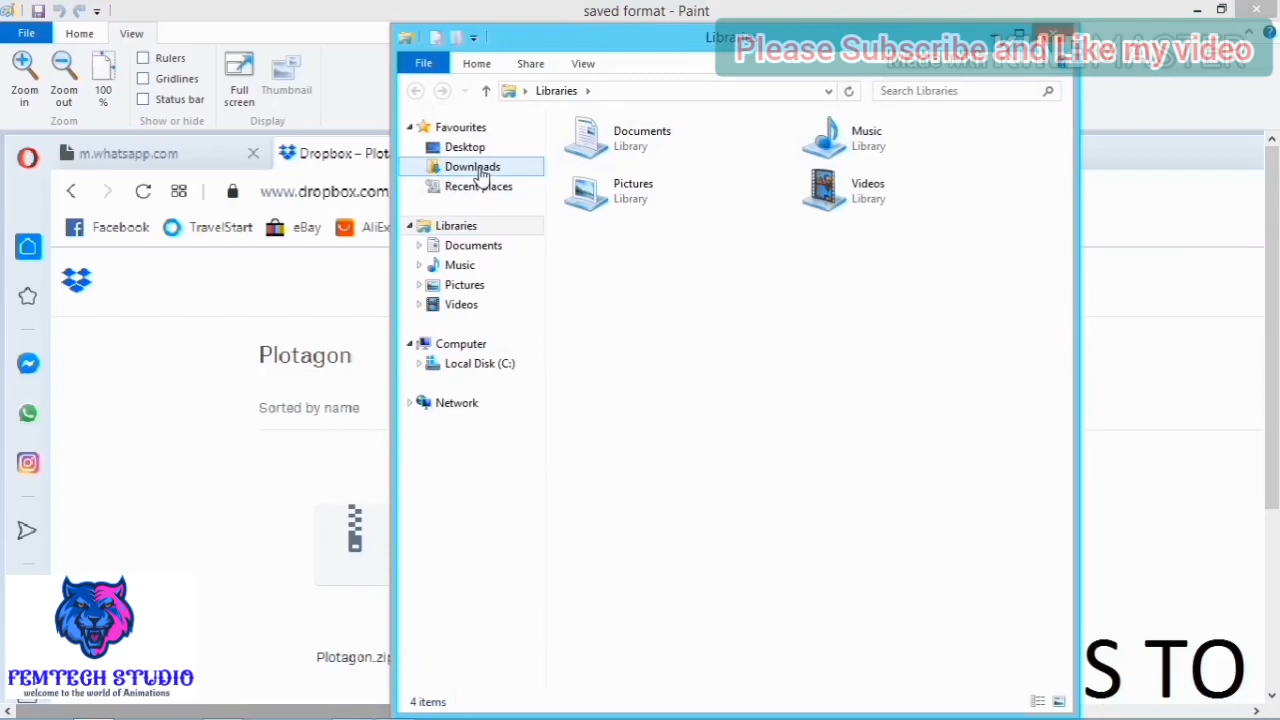 saved format - Paint
File Home View
Rulers
Gridlines
Status bar
Zoom in
Zoom out
100 %
Full screen
Thumbnail
Zoom
Show or hide
Display
m.whatsapp.com
Dropbox – Plota
www.dropbox.com
Facebook
TravelStart
eBay
AliEx
Plotagon
Sorted by name
Plotagon.zip
FEMTECH STUDIO
welcome to the world of Animations
Please Subscribe and Like my video
File Home Share View
Libraries
Search Libraries
Favourites
Desktop
Downloads
Recent places
Libraries
Documents
Music
Pictures
Videos
Computer
Local Disk (C:)
Network
Documents
Library
Music
Library
Pictures
Library
Videos
Library
4 items
S TO